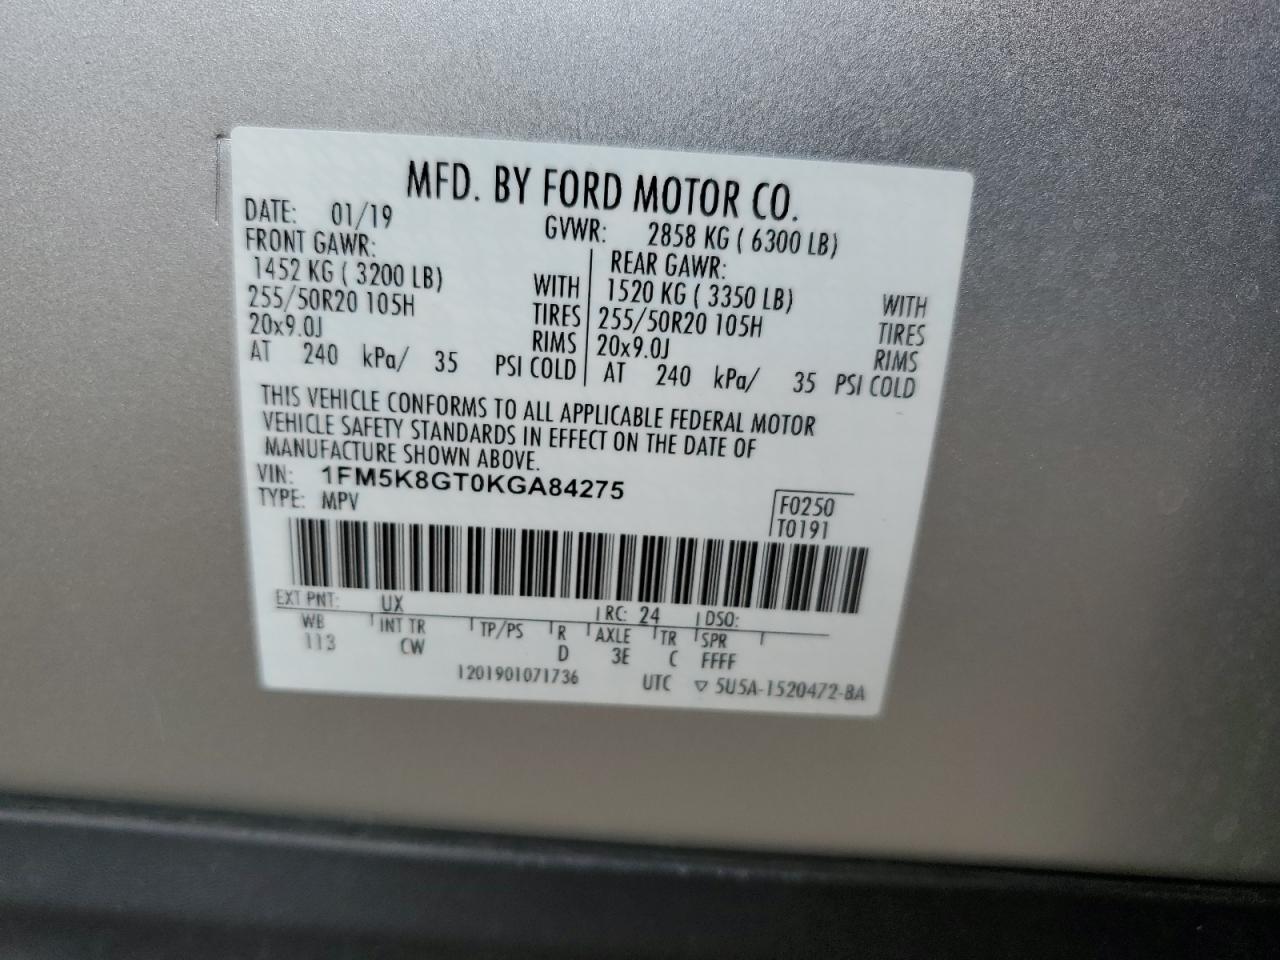 MFD. BY FORD MOTOR CO.
DATE: 01/19 GVWR: 2858 KG ( 6300 LB)
FRONT GAWR: REAR GAWR:
1452 KG ( 3200 LB) WITH 1520 KG ( 3350 LB) WITH
255/50R20 105H TIRES 255/50R20 105H TIRES
20x9.0J RIMS 20x9.0J RIMS
AT 240 kPa/ 35 PSI COLD AT 240 kPa/ 35 PSI COLD
THIS VEHICLE CONFORMS TO ALL APPLICABLE FEDERAL MOTOR
VEHICLE SAFETY STANDARDS IN EFFECT ON THE DATE OF
MANUFACTURE SHOWN ABOVE.
VIN: 1FM5K8GT0KGA84275 F0250
TYPE: MPV T0191
EXT PNT: UX RC: 24 DSO:
WB INT TR TP/PS R AXLE TR SPR
113 CW D 3E C FFFF
1201901071736 UTC ▽ 5U5A-1520472-BA